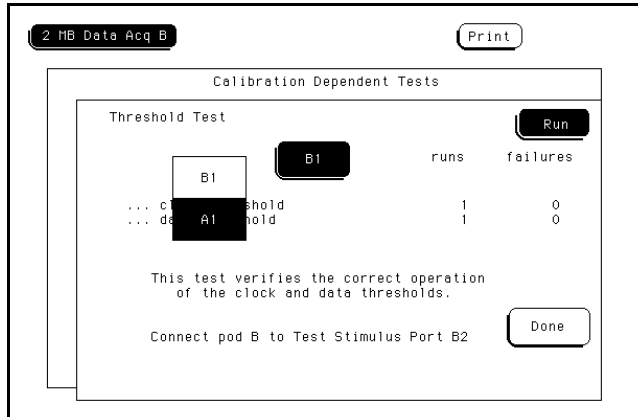 2 MB Data Acq B
Print
Calibration Dependent Tests
Threshold Test
Run
B1
runs failures
B1
... shold 1 0
A1
... hold 1 0
This test verifies the correct operation
of the clock and data thresholds.
Done
Connect pod B to Test Stimulus Port B2